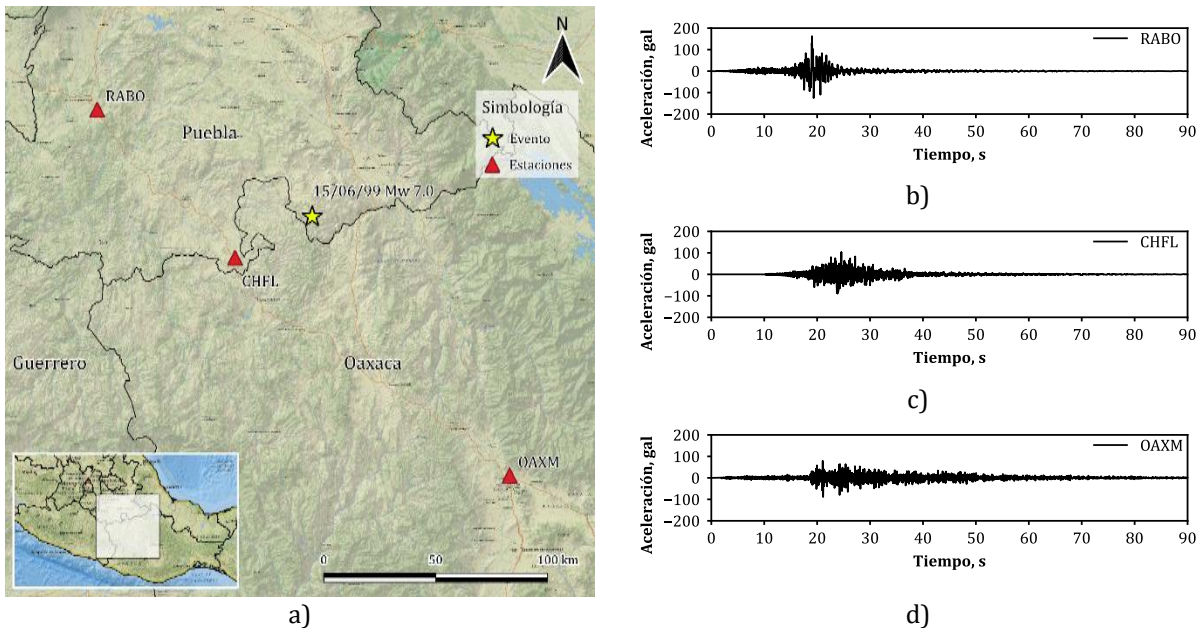 N
RABO
Simbología
Puebla
Evento
Estaciones
15/06/99 Mw 7.0
CHFL
Guerrero
Oaxaca
OAXM
0 50 100 km
a)
Aceleración, gal
200
100
0
−100
−200
RABO
0 10 20 30 40 50 60 70 80 90
Tiempo, s
b)
Aceleración, gal
200
100
0
−100
−200
CHFL
0 10 20 30 40 50 60 70 80 90
Tiempo, s
c)
Aceleración, gal
200
100
0
−100
−200
OAXM
0 10 20 30 40 50 60 70 80 90
Tiempo, s
d)